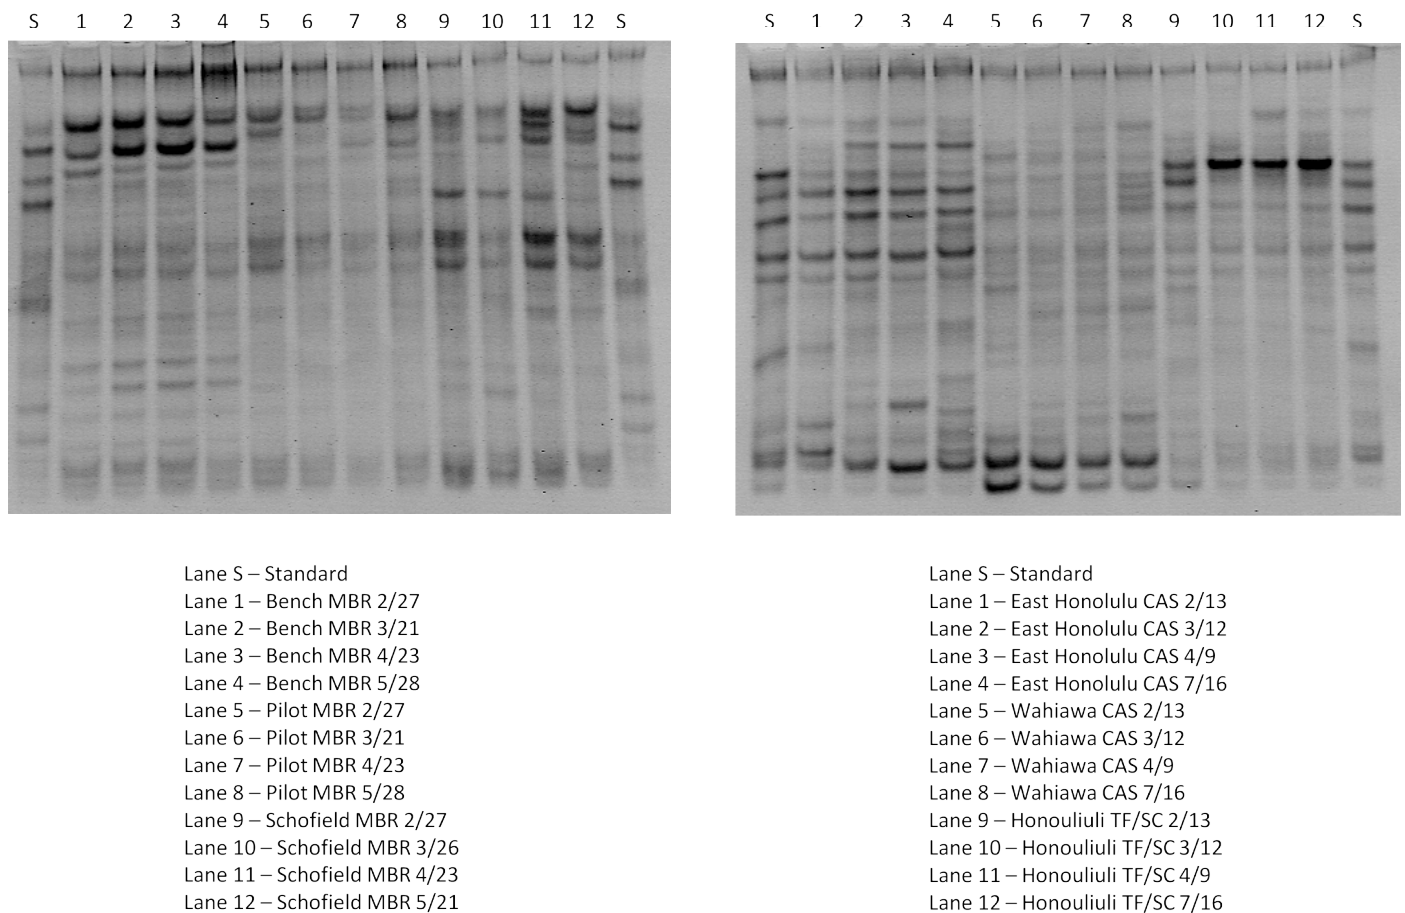 S 1 2 3 4 5 6 7 8 9 10 11 12 S
S 1 2 3 4 5 6 7 8 9 10 11 12 S
Lane S – Standard
Lane 1 – Bench MBR 2/27
Lane 2 – Bench MBR 3/21
Lane 3 – Bench MBR 4/23
Lane 4 – Bench MBR 5/28
Lane 5 – Pilot MBR 2/27
Lane 6 – Pilot MBR 3/21
Lane 7 – Pilot MBR 4/23
Lane 8 – Pilot MBR 5/28
Lane 9 – Schofield MBR 2/27
Lane 10 – Schofield MBR 3/26
Lane 11 – Schofield MBR 4/23
Lane 12 – Schofield MBR 5/21
Lane S – Standard
Lane 1 – East Honolulu CAS 2/13
Lane 2 – East Honolulu CAS 3/12
Lane 3 – East Honolulu CAS 4/9
Lane 4 – East Honolulu CAS 7/16
Lane 5 – Wahiawa CAS 2/13
Lane 6 – Wahiawa CAS 3/12
Lane 7 – Wahiawa CAS 4/9
Lane 8 – Wahiawa CAS 7/16
Lane 9 – Honouliuli TF/SC 2/13
Lane 10 – Honouliuli TF/SC 3/12
Lane 11 – Honouliuli TF/SC 4/9
Lane 12 – Honouliuli TF/SC 7/16